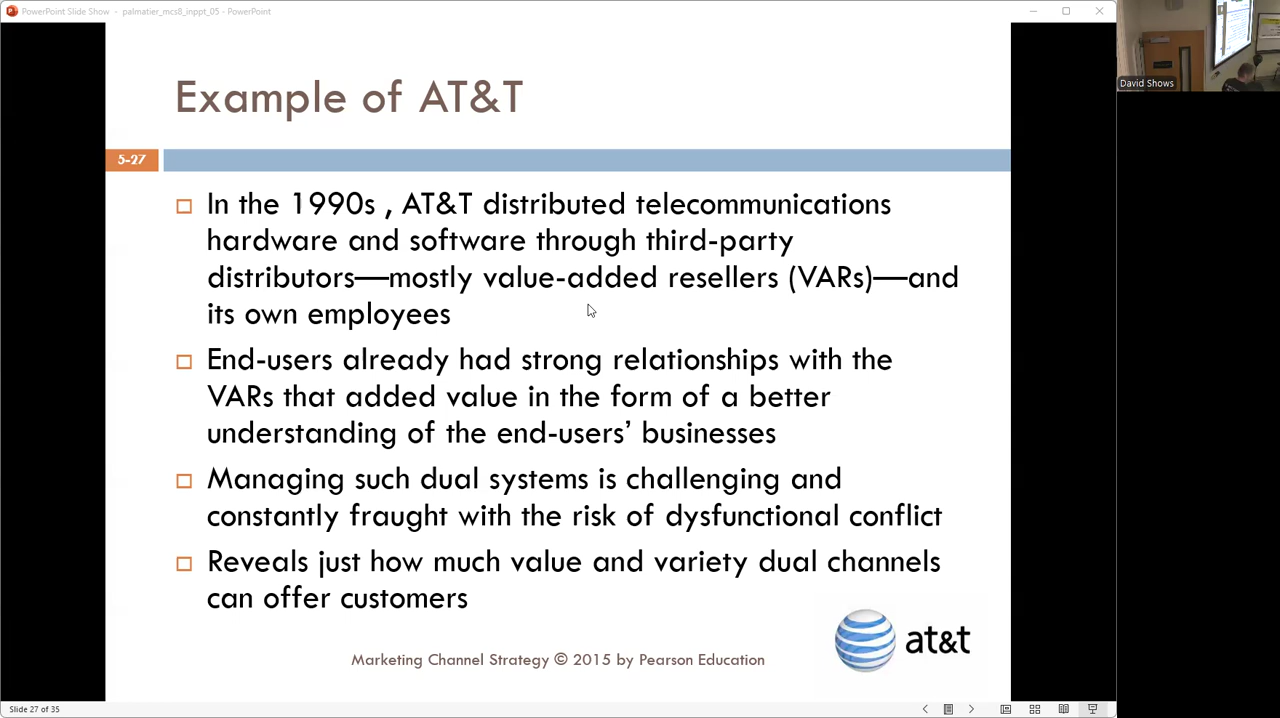 PowerPoint Slide Show - palmatier_mcs8_inppt_05 - PowerPoint
David Shows
Example of AT&T
5-27
In the 1990s , AT&T distributed telecommunications
hardware and software through third-party
distributors—mostly value-added resellers (VARs)—and
its own employees
End-users already had strong relationships with the
VARs that added value in the form of a better
understanding of the end-users’ businesses
Managing such dual systems is challenging and
constantly fraught with the risk of dysfunctional conflict
Reveals just how much value and variety dual channels
can offer customers
at&t
Marketing Channel Strategy © 2015 by Pearson Education
Slide 27 of 35